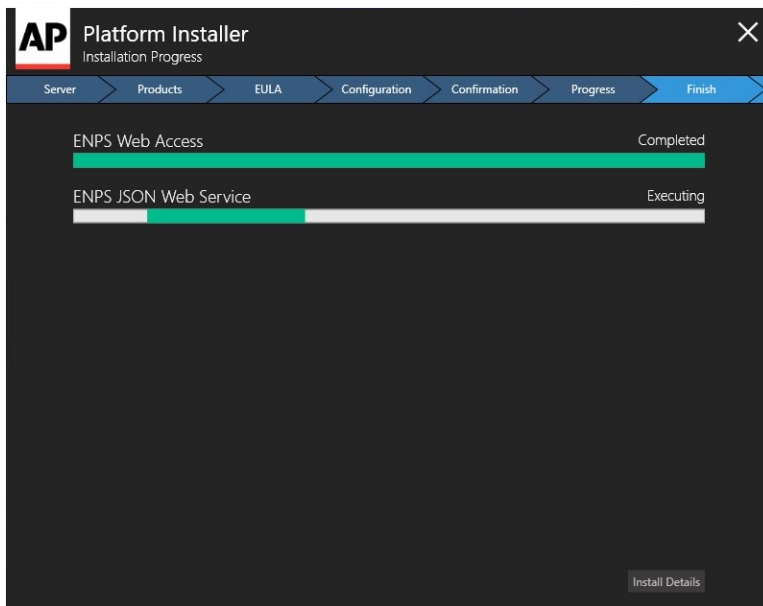 AP
Platform Installer
Installation Progress
Server Products EULA Configuration Confirmation Progress Finish
ENPS Web Access Completed
ENPS JSON Web Service Executing
Install Details